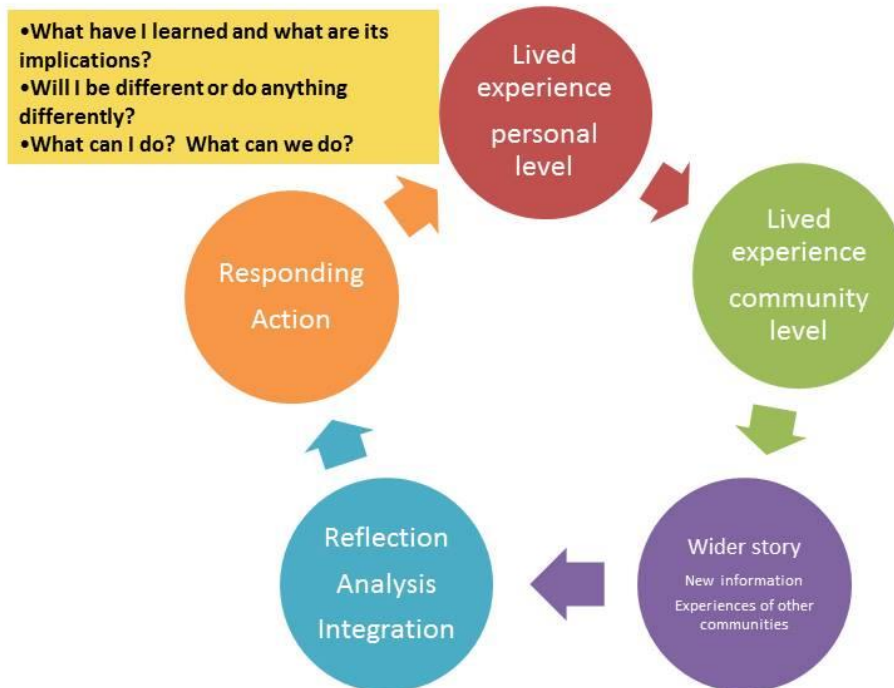 •What have I learned and what are its
implications?
•Will I be different or do anything
differently?
•What can I do?  What can we do?
Lived
experience
personal
level
Lived
experience
community
level
Wider story
New information
Experiences of other
communities
Reflection
Analysis
Integration
Responding
Action